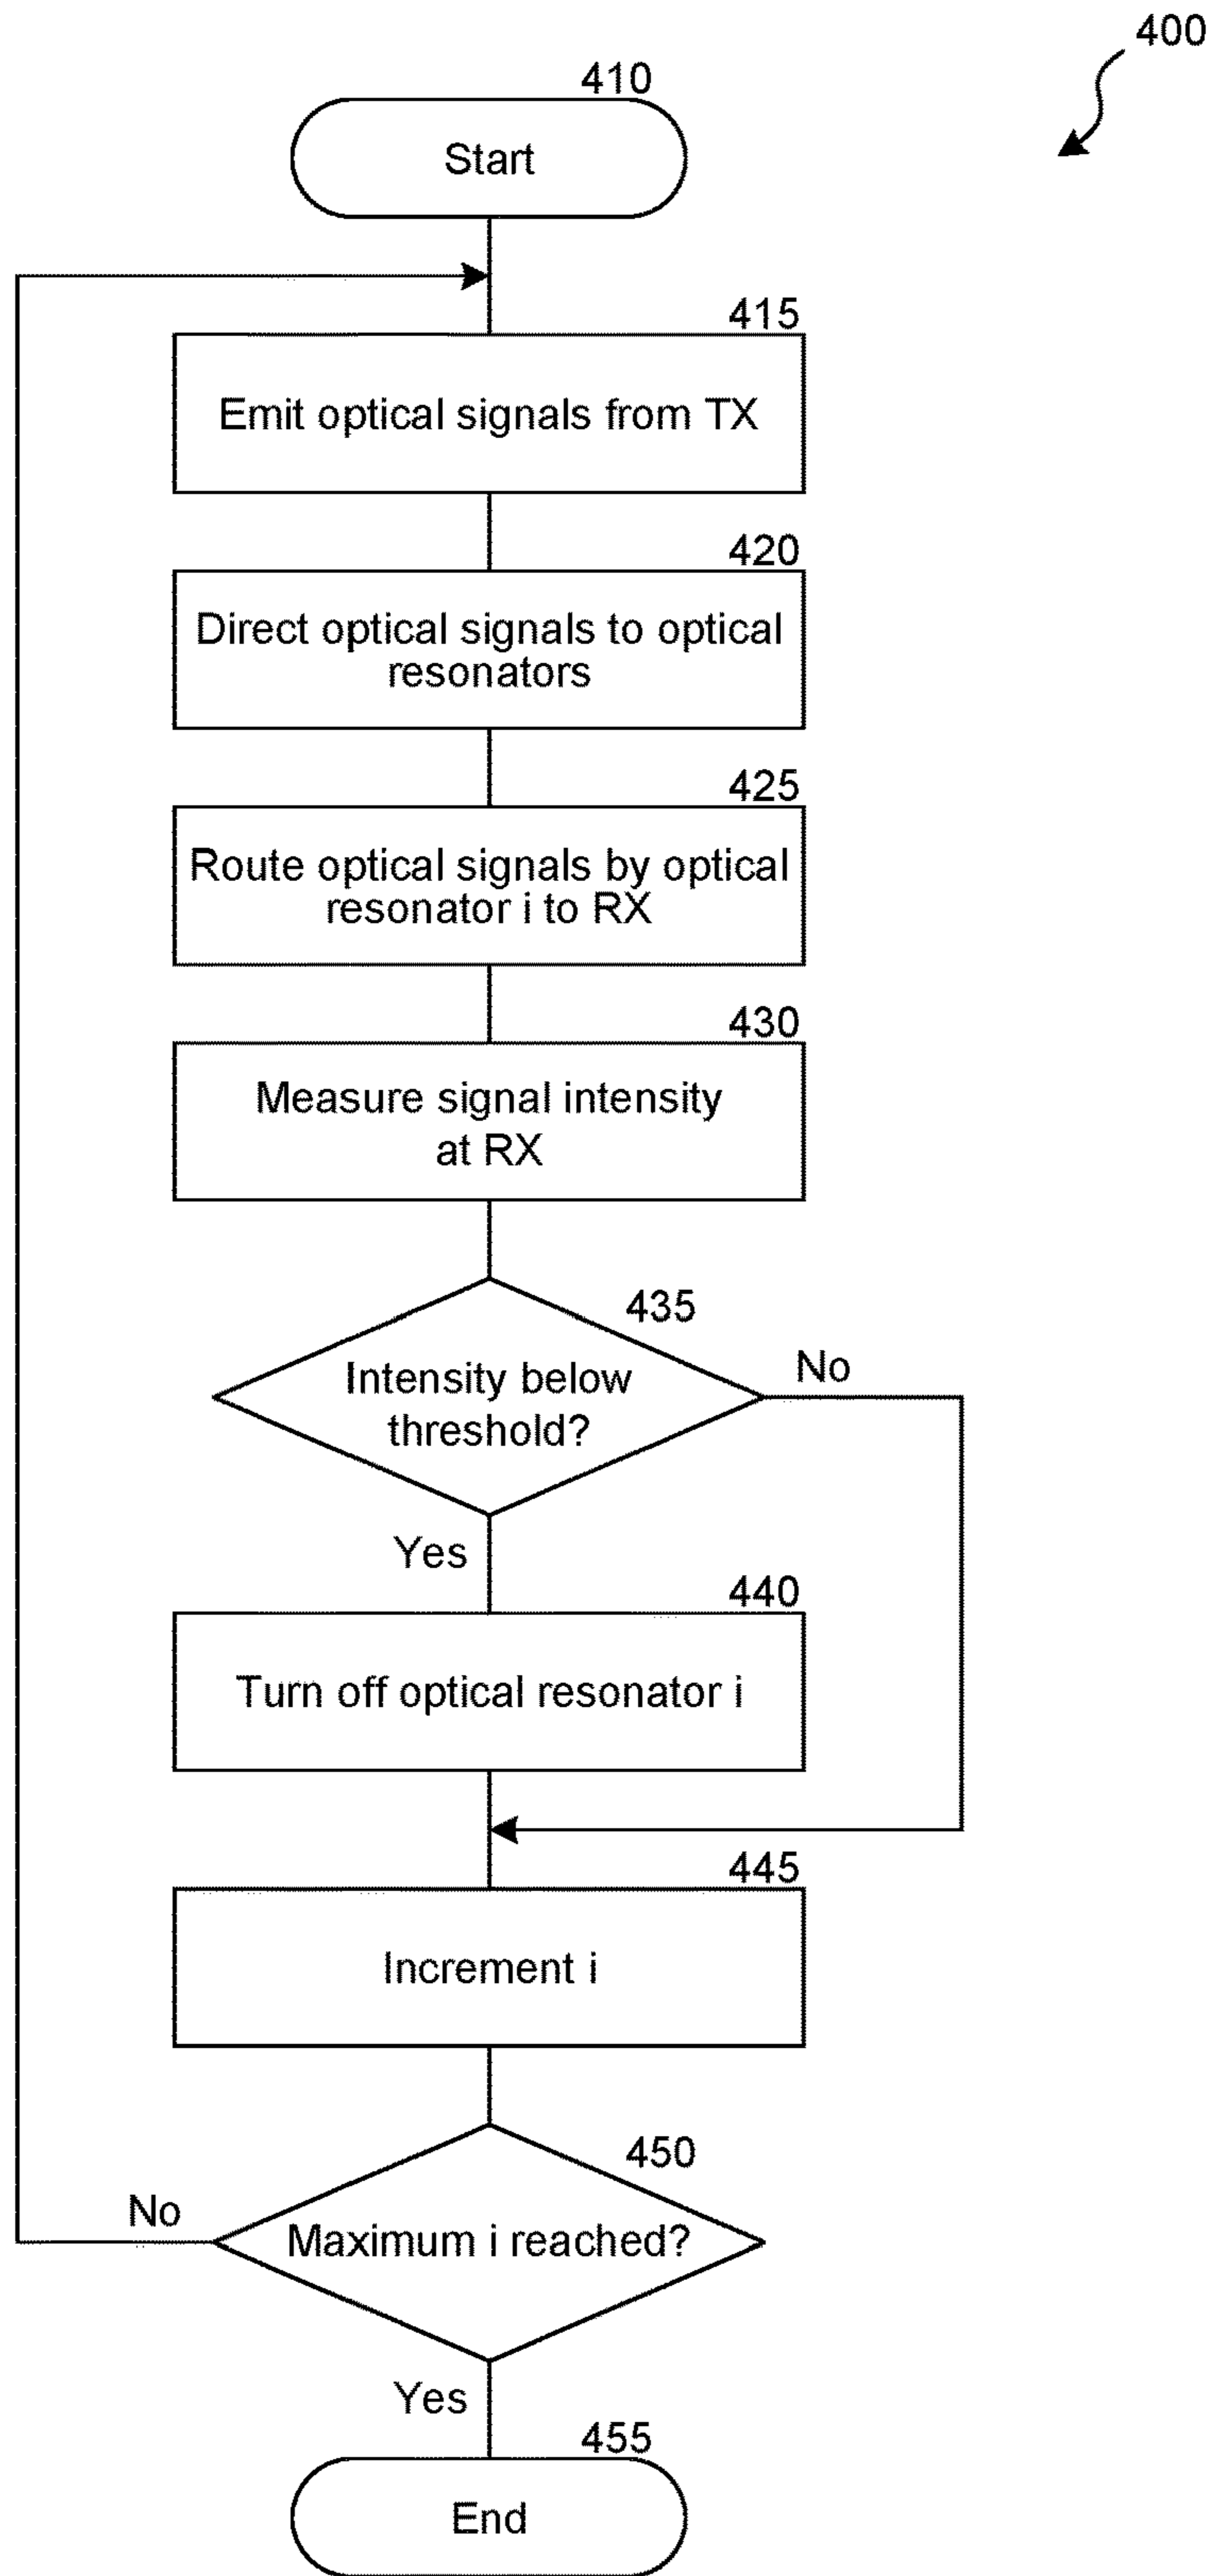 400
410
Start
415
Emit optical signals from TX
420
Direct optical signals to optical
resonators
425
Route optical signals by optical
resonator i to RX
430
Measure signal intensity
at RX
435
Intensity below
threshold?
No
Yes
440
Turn off optical resonator i
445
Increment i
450
Maximum i reached?
No
Yes
455
End